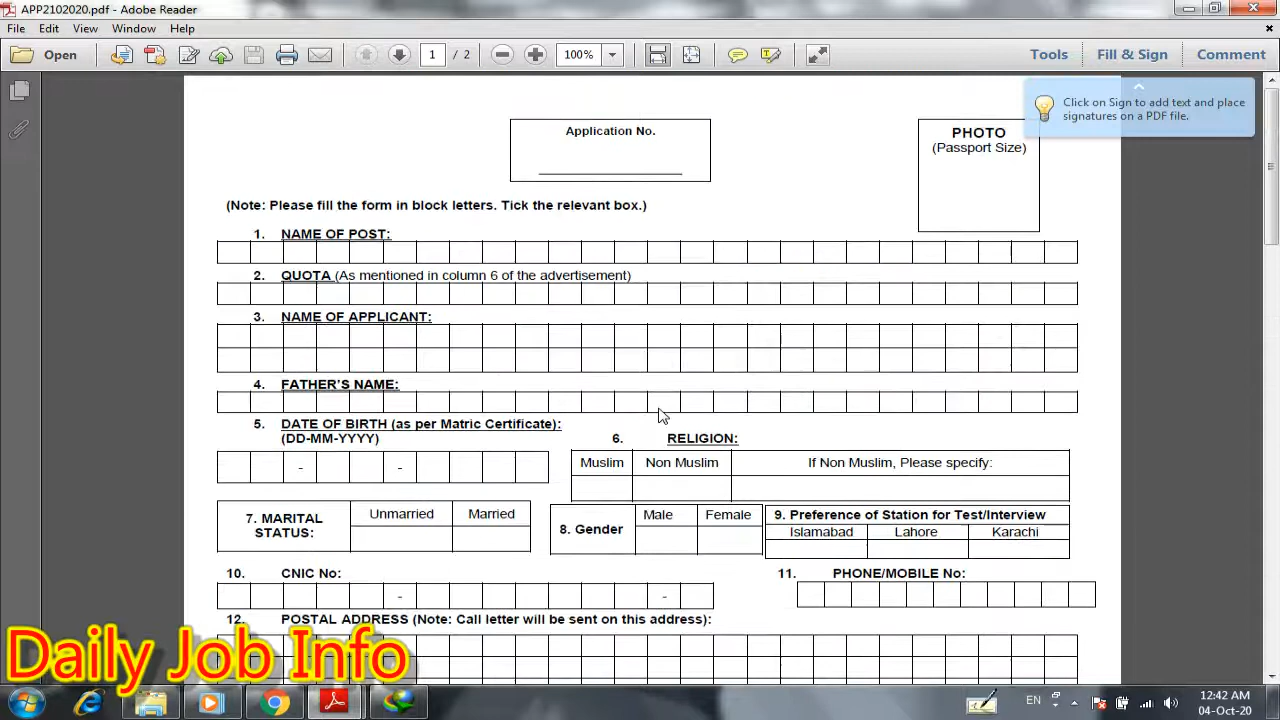 APP2102020.pdf - Adobe Reader
File Edit View Window Help
Open 1 / 2 100% Tools Fill & Sign Comment
Click on Sign to add text and place
signatures on a PDF file.
Application No.
PHOTO
(Passport Size)
(Note: Please fill the form in block letters. Tick the relevant box.)
1. NAME OF POST:
2. QUOTA (As mentioned in column 6 of the advertisement)
3. NAME OF APPLICANT:
4. FATHER'S NAME:
5. DATE OF BIRTH (as per Matric Certificate):
(DD-MM-YYYY)
- -
6. RELIGION:
Muslim Non Muslim If Non Muslim, Please specify:
7. MARITAL
STATUS:
Unmarried Married
8. Gender
Male Female
9. Preference of Station for Test/Interview
Islamabad Lahore Karachi
10. CNIC No:
- -
11. PHONE/MOBILE No:
12. POSTAL ADDRESS (Note: Call letter will be sent on this address):
Daily Job Info
EN
12:42 AM
04-Oct-20